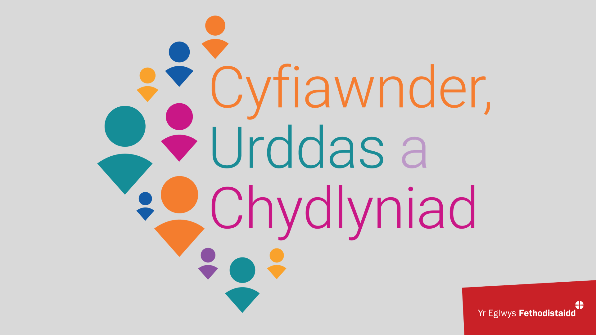 Cyfiawnder,
Urddas a
Chydlyniad
Yr Eglwys Fethodistaidd